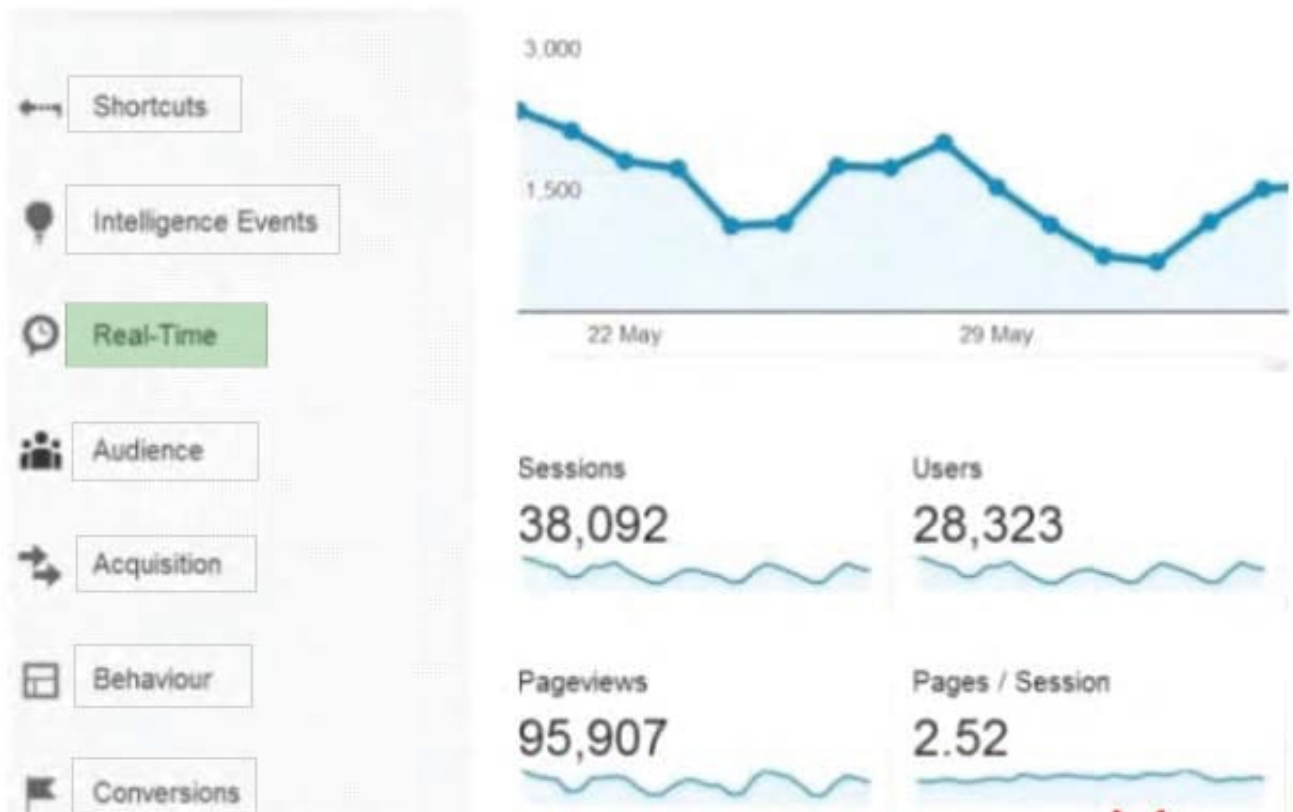 Shortcuts
Intelligence Events
Real-Time
Audience
Acquisition
Behaviour
Conversions
3,000
1,500
22 May
29 May
Sessions
38,092
Users
28,323
Pageviews
95,907
Pages / Session
2.52